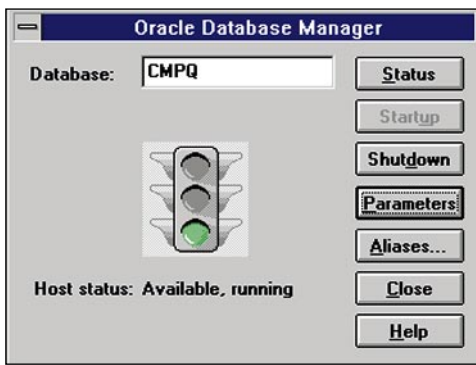 Oracle Database Manager
Database: CMPQ
Status
Startup
Shutdown
Parameters
Aliases...
Host status: Available, running
Close
Help